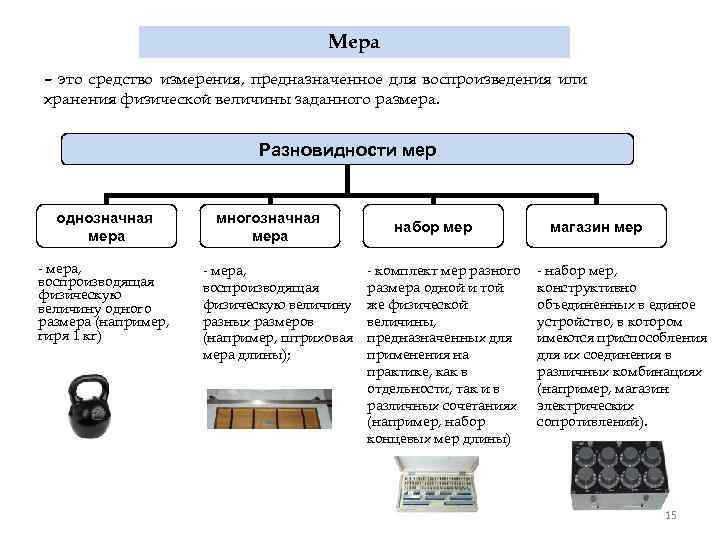 Мера
– это средство измерения, предназначенное для воспроизведения или
хранения физической величины заданного размера.
Разновидности мер
однозначная
мера
многозначная
мера
набор мер
магазин мер
- мера,
воспроизводящая
физическую
величину одного
размера (например,
гиря 1 кг)
- мера,
воспроизводящая
физическую величину
разных размеров
(например, штриховая
мера длины);
- комплект мер разного
размера одной и той
же физической
величины,
предназначенных для
применения на
практике, как в
отдельности, так и в
различных сочетаниях
(например, набор
концевых мер длины)
- набор мер,
конструктивно
объединенных в единое
устройство, в котором
имеются приспособления
для их соединения в
различных комбинациях
(например, магазин
электрических
сопротивлений).
15